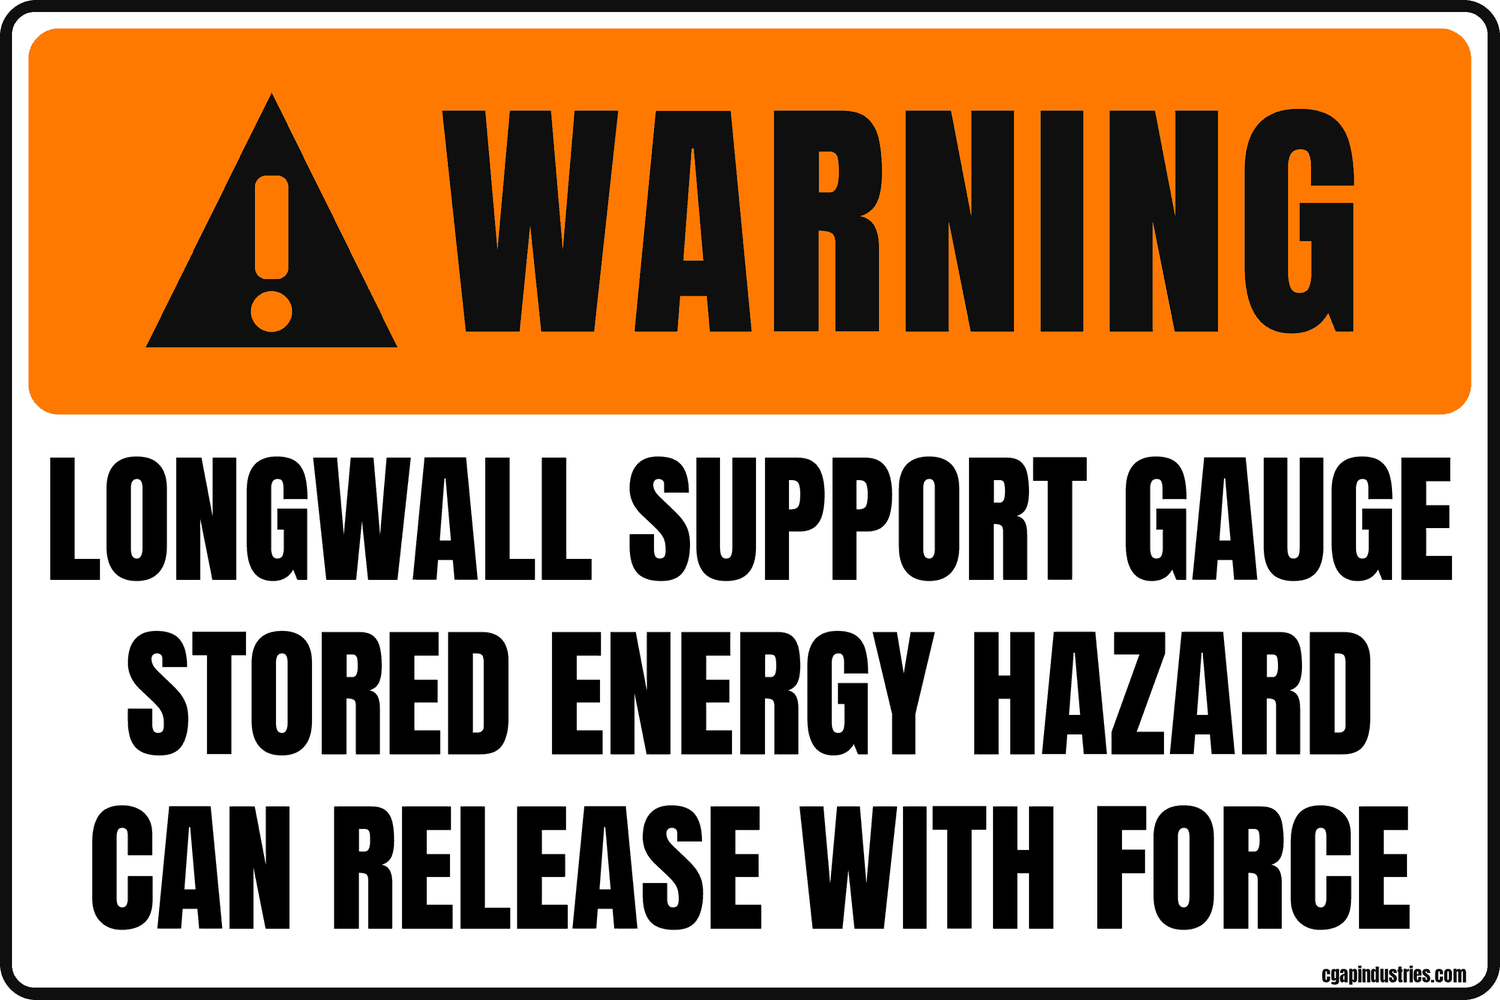 WARNING
LONGWALL SUPPORT GAUGE
STORED ENERGY HAZARD
CAN RELEASE WITH FORCE
cgapindustries.com